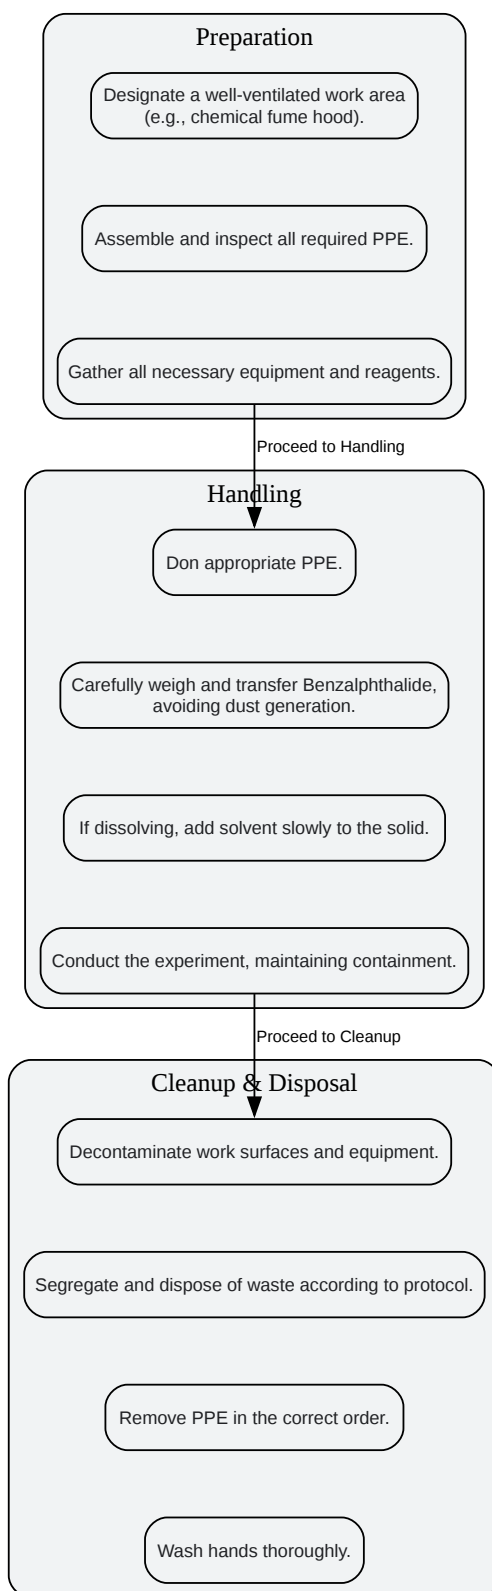 Preparation
Designate a well-ventilated work area
(e.g., chemical fume hood).
Assemble and inspect all required PPE.
Gather all necessary equipment and reagents.
Proceed to Handling
Handling
Don appropriate PPE.
Carefully weigh and transfer Benzalphthalide,
avoiding dust generation.
If dissolving, add solvent slowly to the solid.
Conduct the experiment, maintaining containment.
Proceed to Cleanup
Cleanup & Disposal
Decontaminate work surfaces and equipment.
Segregate and dispose of waste according to protocol.
Remove PPE in the correct order.
Wash hands thoroughly.